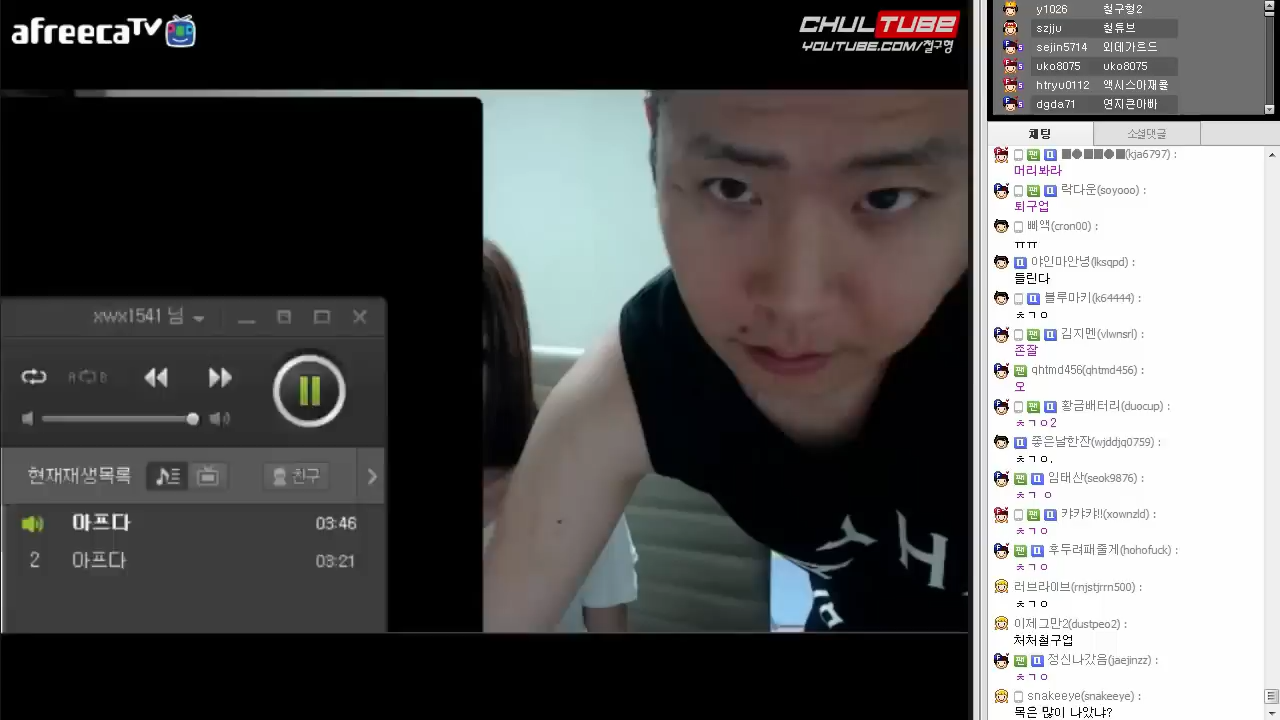 afreecaTV
CHULTUBE
YOUTUBE.COM/철구형
y1026 철구형2
szjju 철튜브
sejin5714 외데가르드
uko8075 uko8075
htryu0112 액시스아재콜
dgda71 연지큰아빠
채팅 소셜댓글
■●■■●■(kja6797) :
머리봐라
락다운(soyooo) :
퇴구업
삐액(cron00) :
ㅠㅠ
야인마안녕(lksqpd) :
틀린다
블루마키(k64444) :
ㅊㄱㅇ
김지멘(vlwnsrl) :
존잘
qhtmd456(qhtmd456) :
오
황금배터리(duocup) :
ㅊㄱㅇ2
좋은날한잔(wjddjq0759) :
ㅊㄱㅇ.
임태산(seok9876) :
ㅊㄱ ㅇ
캬캬캬!!(xownzld) :
ㅊㄱㅇ
후두려패줄게(hohofuck) :
ㅊㄱㅇ
러브라이브(rnjstjrrn500) :
ㅊㄱㅇ
이제그만2(dustpeo2) :
처처철구업
정신나갔음(jaejinzz) :
ㅊㄱㅇ
snakeeye(snakeeye) :
목은 많이 나았냐?
xwx1541 님
A B
현재재생목록 친구
아프다 03:46
2 아프다 03:21